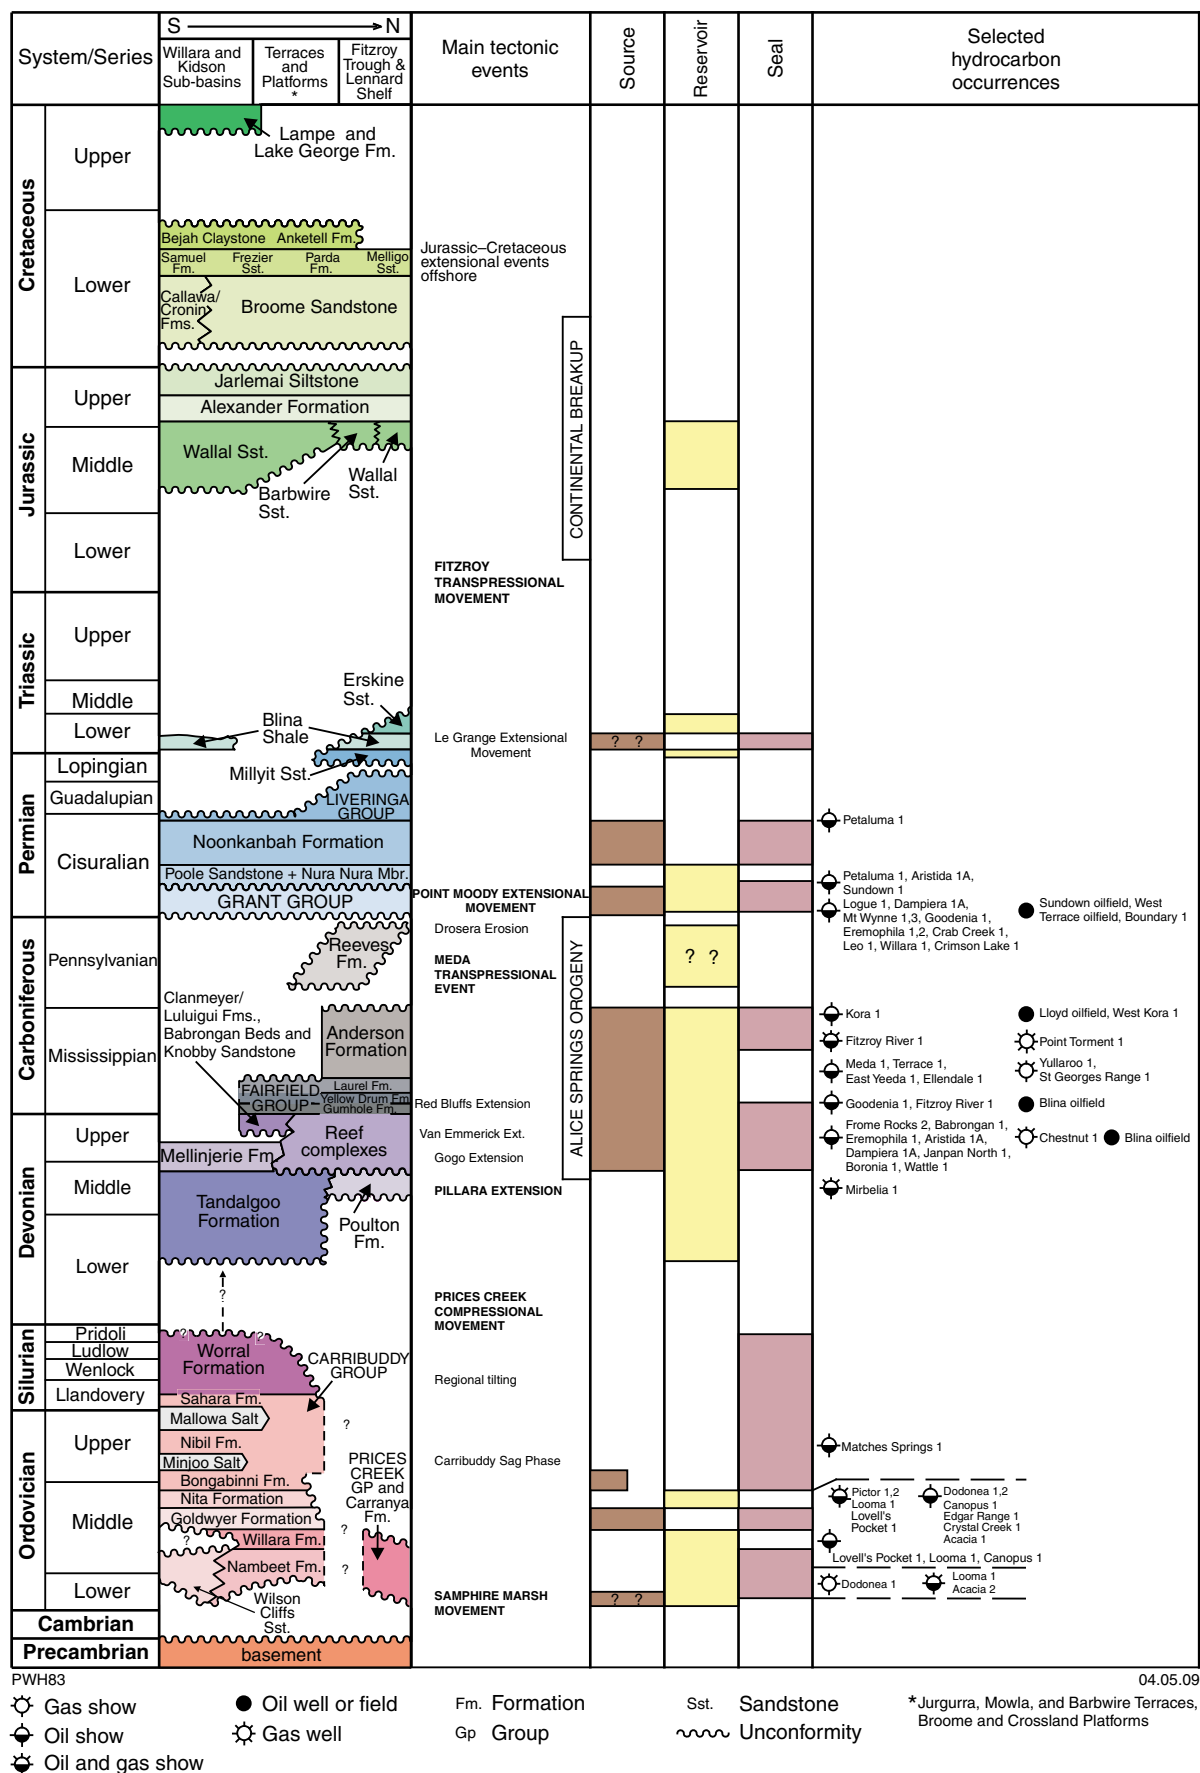 System/Series
S
N
Willara and
Kidson
Sub-basins
Terraces
and
Platforms
*
Fitzroy
Trough &
Lennard
Shelf
Main tectonic
events
Source
Reservoir
Seal
Selected
hydrocarbon
occurrences
Cretaceous
Upper
Lower
Lampe and
Lake George Fm.
Bejah Claystone
Anketell Fm.
Samuel
Fm.
Frezier
Sst.
Parda
Fm.
Melligo
Sst.
Callawa/
Cronin
Fms.
Broome Sandstone
Jurassic–Cretaceous
extensional events
offshore
CONTINENTAL BREAKUP
Jurassic
Upper
Middle
Lower
Jarlemai Siltstone
Alexander Formation
Wallal Sst.
Barbwire
Sst.
Wallal
Sst.
FITZROY
TRANSPRESSIONAL
MOVEMENT
Triassic
Upper
Middle
Lower
Erskine
Sst.
Blina
Shale
Millyit Sst.
Le Grange Extensional
Movement
? ?
Permian
Lopingian
Guadalupian
Cisuralian
LIVERINGA
GROUP
Noonkanbah Formation
Poole Sandstone + Nura Nura Mbr.
GRANT GROUP
POINT MOODY EXTENSIONAL
MOVEMENT
Petaluma 1
Petaluma 1, Aristida 1A,
Sundown 1
Logue 1, Dampiera 1A,
Mt Wynne 1,3, Goodenia 1,
Eremophila 1,2, Crab Creek 1,
Leo 1, Willara 1, Crimson Lake 1
Sundown oilfield, West
Terrace oilfield, Boundary 1
Carboniferous
Pennsylvanian
Mississippian
Reeves
Fm.
Drosera Erosion
MEDA
TRANSPRESSIONAL
EVENT
? ?
ALICE SPRINGS OROGENY
Clanmeyer/
Luluigui Fms.,
Babrongan Beds and
Knobby Sandstone
Anderson
Formation
FAIRFIELD
GROUP
Laurel Fm.
Yellow Drum Fm
Gumhole Fm.
Red Bluffs Extension
Kora 1
Lloyd oilfield, West Kora 1
Fitzroy River 1
Point Torment 1
Meda 1, Terrace 1,
East Yeeda 1, Ellendale 1
Yullaroo 1,
St Georges Range 1
Goodenia 1, Fitzroy River 1
Blina oilfield
Devonian
Upper
Middle
Lower
Reef
complexes
Mellinjerie Fm.
Tandalgoo
Formation
Poulton
Fm.
?
Van Emmerick Ext.
Gogo Extension
PILLARA EXTENSION
PRICES CREEK
COMPRESSIONAL
MOVEMENT
Frome Rocks 2, Babrongan 1,
Eremophila 1, Aristida 1A,
Dampiera 1A, Janpan North 1,
Boronia 1, Wattle 1
Chestnut 1
Blina oilfield
Mirbelia 1
Silurian
Pridoli
Ludlow
Wenlock
Llandovery
? ?
Worral
Formation
CARRIBUDDY
GROUP
Regional tilting
Ordovician
Upper
Middle
Lower
Sahara Fm.
Mallowa Salt
Nibil Fm.
Minjoo Salt
Bongabinni Fm.
Nita Formation
Goldwyer Formation
?
Willara Fm.
Nambeet Fm.
Wilson
Cliffs
Sst.
?
?
?
PRICES
CREEK
GP and
Carranya
Fm.
Carribuddy Sag Phase
SAMPHIRE MARSH
MOVEMENT
? ?
Matches Springs 1
Pictor 1,2
Looma 1
Lovell's
Pocket 1
Dodonea 1,2
Canopus 1
Edgar Range 1
Crystal Creek 1
Acacia 1
Lovell's Pocket 1, Looma 1, Canopus 1
Dodonea 1
Looma 1
Acacia 2
Cambrian
Precambrian
basement
PWH83
04.05.09
Gas show
Oil show
Oil and gas show
Oil well or field
Gas well
Fm. Formation
Gp Group
Sst. Sandstone
Unconformity
*Jurgurra, Mowla, and Barbwire Terraces,
Broome and Crossland Platforms